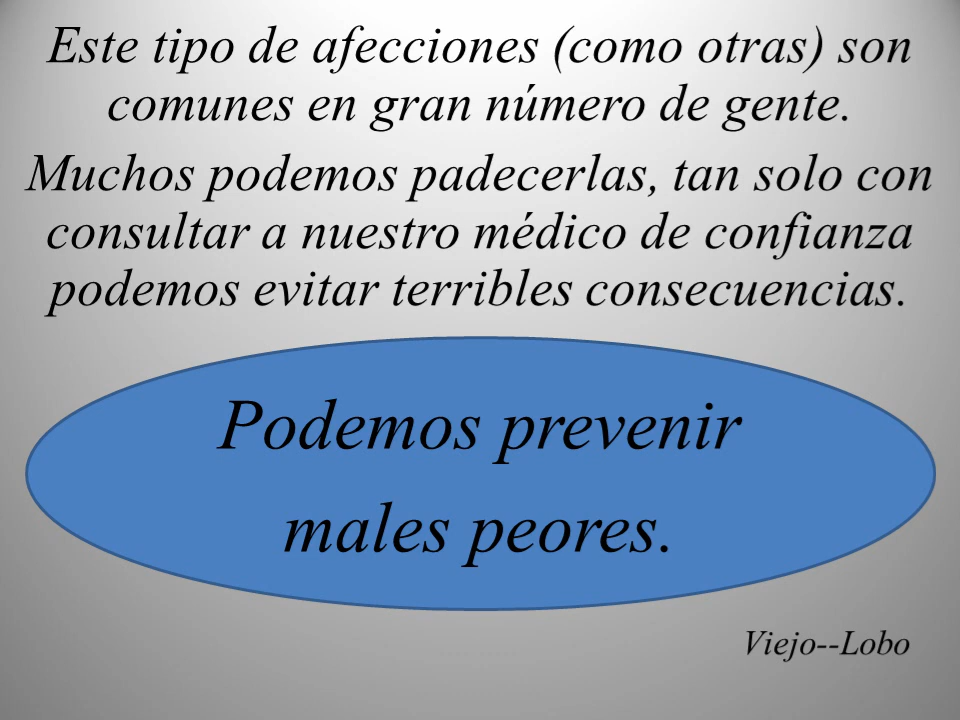 Este tipo de afecciones (como otras) son
comunes en gran número de gente.
Muchos podemos padecerlas, tan solo con
consultar a nuestro médico de confianza
podemos evitar terribles consecuencias.
Podemos prevenir
males peores.
Viejo--Lobo